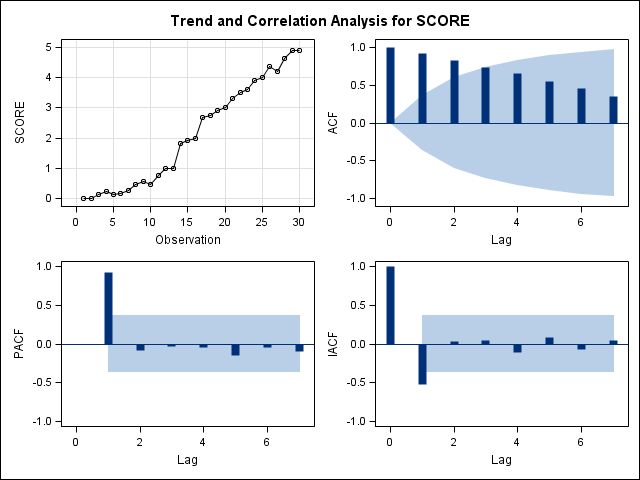 Trend and Correlation Analysis for SCORE
SCORE
5
4
3
2
1
0
0 5 10 15 20 25 30
Observation
ACF
1.0
0.5
0.0
-0.5
-1.0
0 2 4 6
Lag
PACF
1.0
0.5
0.0
-0.5
-1.0
0 2 4 6
Lag
IACF
1.0
0.5
0.0
-0.5
-1.0
0 2 4 6
Lag